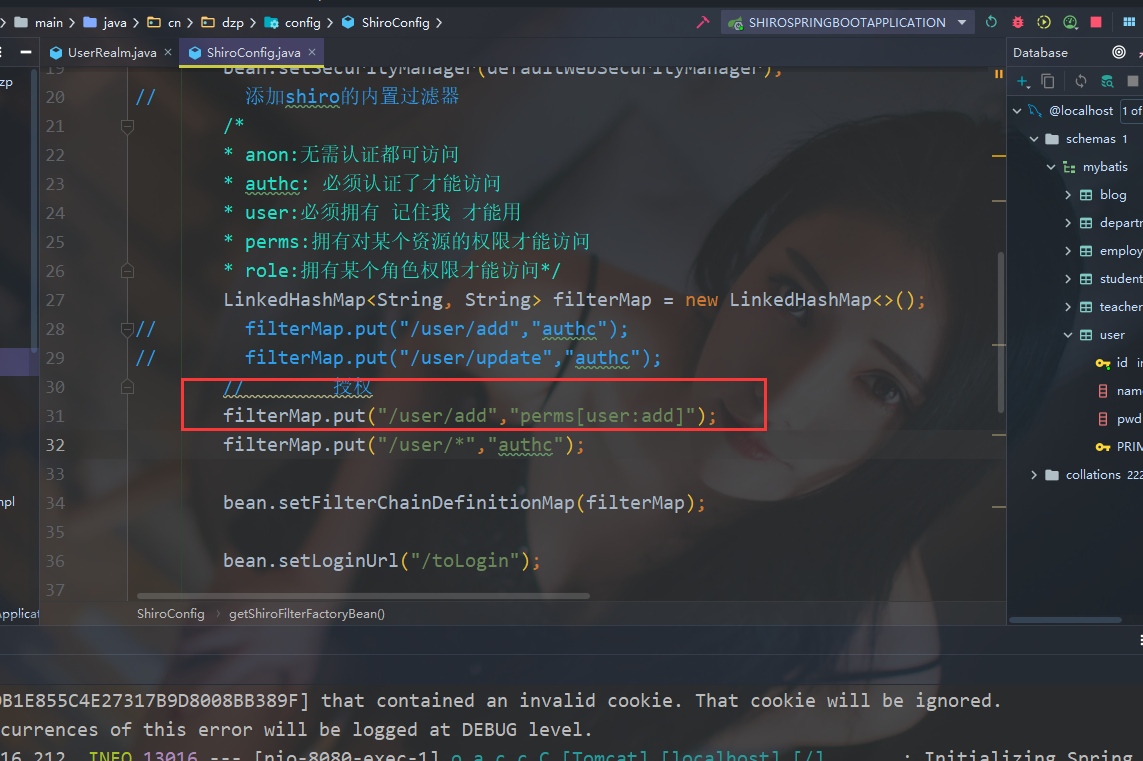 main > java > cn > dzp > config > ShiroConfig >
SHIROSPRINGBOOTAPPLICATION
UserRealm.java × ShiroConfig.java ×
Database
zp
19 bean.setSecurityManager(defaultWebSecurityManager);
20 // 添加shiro的内置过滤器
21 /*
22 * anon:无需认证都可访问
23 * authc: 必须认证了才能访问
24 * user:必须拥有 记住我 才能用
25 * perms:拥有对某个资源的权限才能访问
26 * role:拥有某个角色权限才能访问*/
27 LinkedHashMap<String, String> filterMap = new LinkedHashMap<>();
28 // filterMap.put("/user/add","authc");
29 // filterMap.put("/user/update","authc");
30 // 授权
31 filterMap.put("/user/add","perms[user:add]");
32 filterMap.put("/user/*","authc");
33
34 bean.setFilterChainDefinitionMap(filterMap);
35
36 bean.setLoginUrl("/toLogin");
37
@localhost 1 of
schemas 1
mybatis
blog
departm
employ
student
teacher
user
id in
name
pwd
PRIM
collations 222
mpl
Applicat
ShiroConfig > getShiroFilterFactoryBean()
0B1E855C4E27317B9D8008BB389F] that contained an invalid cookie. That cookie will be ignored.
currences of this error will be logged at DEBUG level.
16.212 INFO 13016 --- [nio-8080-exec-1] o.a.c.c.C.[Tomcat].[localhost].[/] : Initializing Spring